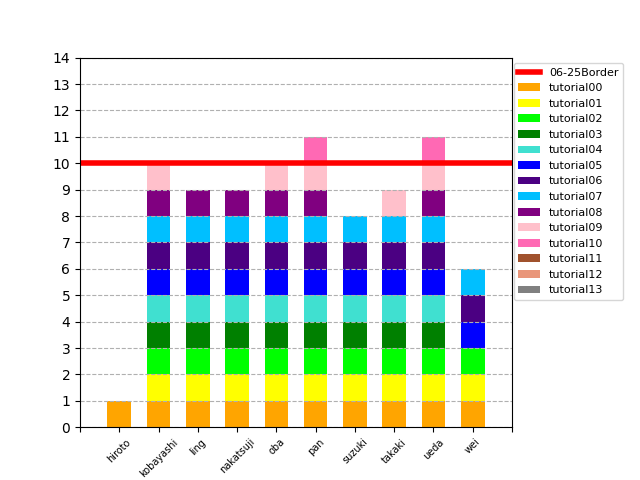 14
13
12
11
10
9
8
7
6
5
4
3
2
1
0
hiroto
kobayashi
ling
nakatsuji
oba
pan
suzuki
takaki
ueda
wei
06-25Border
tutorial00
tutorial01
tutorial02
tutorial03
tutorial04
tutorial05
tutorial06
tutorial07
tutorial08
tutorial09
tutorial10
tutorial11
tutorial12
tutorial13